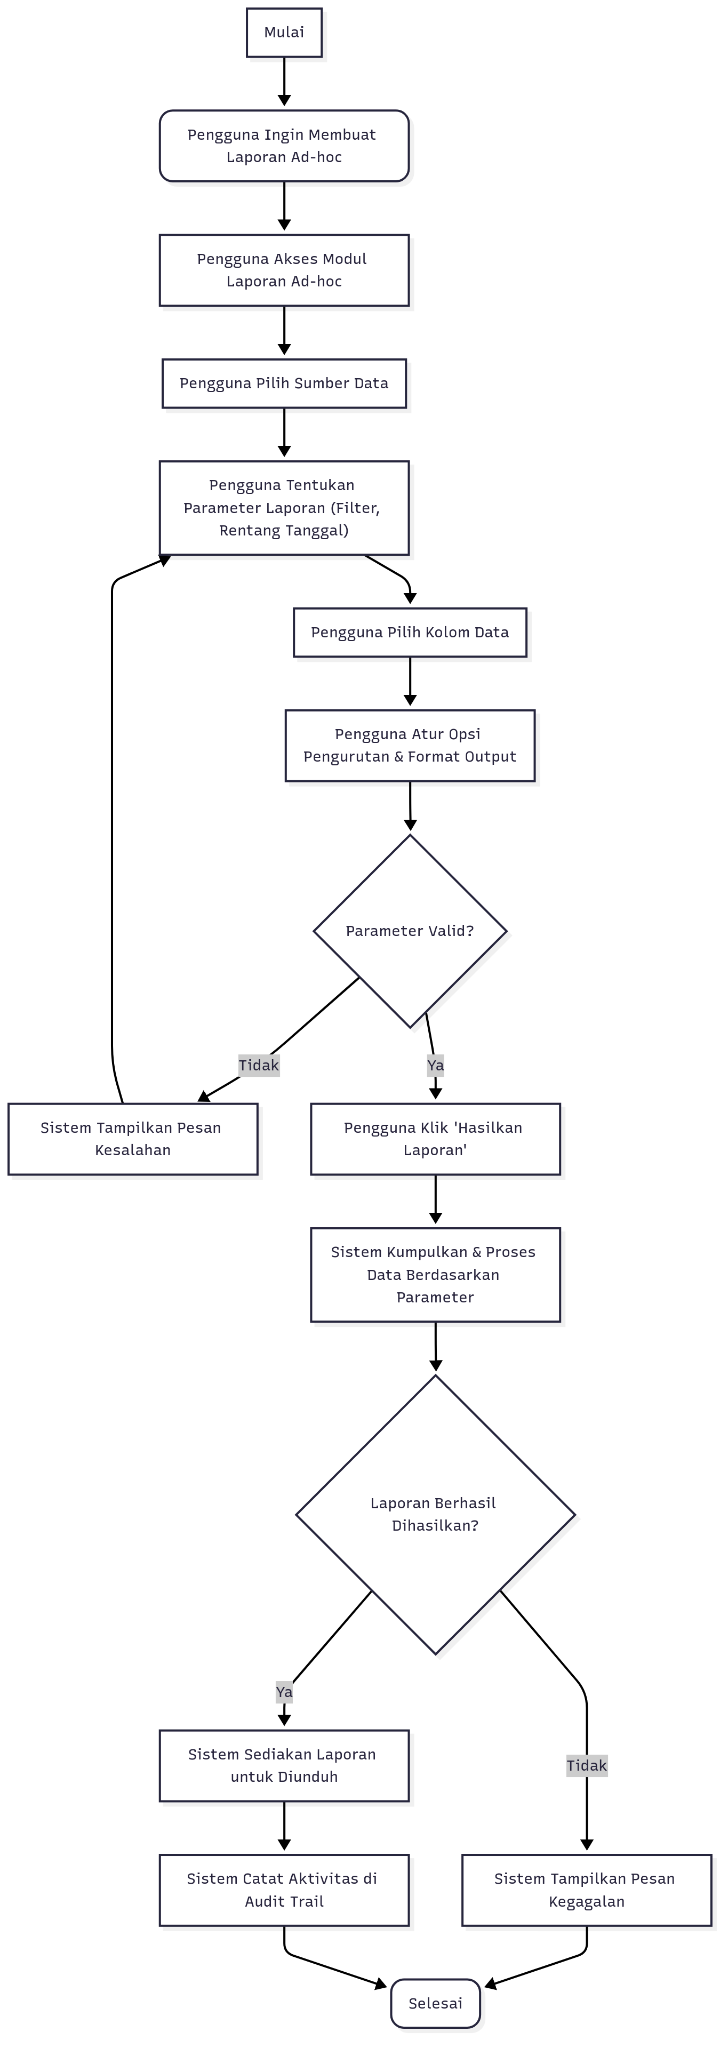 Mulai
Pengguna Ingin Membuat
Laporan Ad-hoc
Pengguna Akses Modul
Laporan Ad-hoc
Pengguna Pilih Sumber Data
Pengguna Tentukan
Parameter Laporan (Filter,
Rentang Tanggal)
Pengguna Pilih Kolom Data
Pengguna Atur Opsi
Pengurutan & Format Output
Parameter Valid?
Tidak
Ya
Sistem Tampilkan Pesan
Kesalahan
Pengguna Klik 'Hasilkan
Laporan'
Sistem Kumpulkan & Proses
Data Berdasarkan
Parameter
Laporan Berhasil
Dihasilkan?
Ya
Tidak
Sistem Sediakan Laporan
untuk Diunduh
Sistem Catat Aktivitas di
Audit Trail
Sistem Tampilkan Pesan
Kegagalan
Selesai